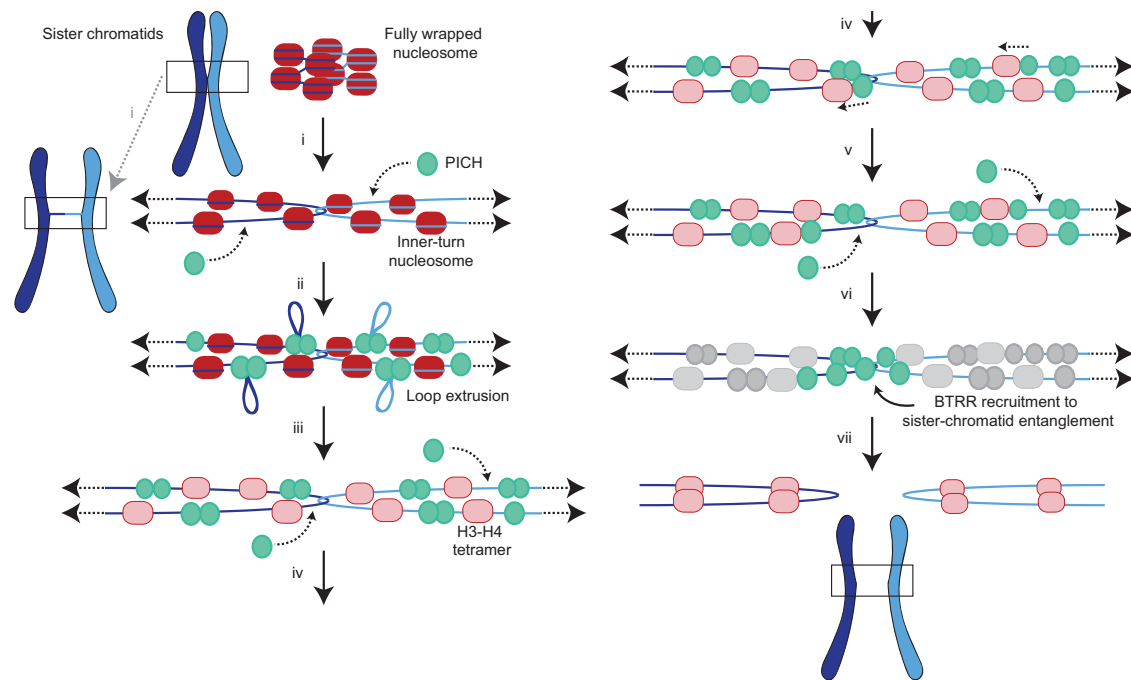 Sister chromatids
Fully wrapped
nucleosome
i
i
PICH
Inner-turn
nucleosome
ii
Loop extrusion
iii
H3-H4
tetramer
iv
iv
v
vi
BTRR recruitment to
sister-chromatid entanglement
vii